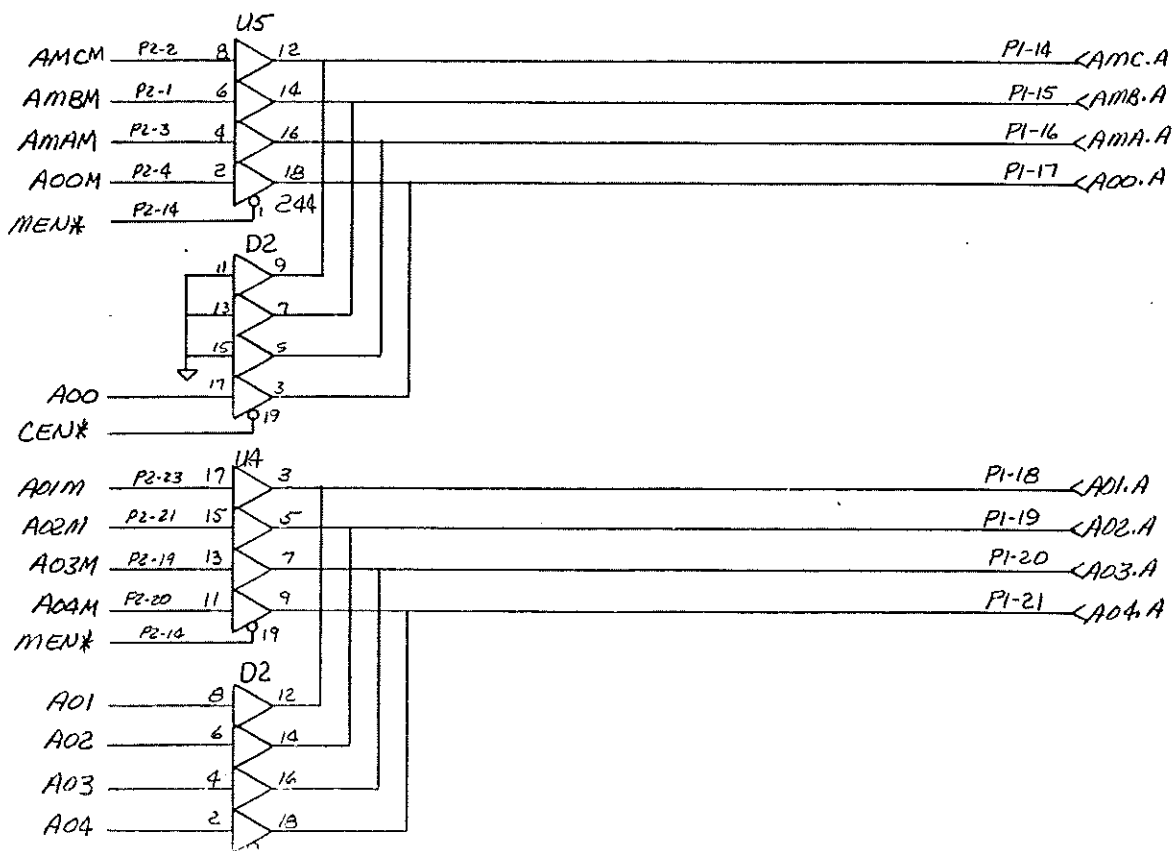 U5
AMCM P2-2 8 12 P1-14 <AMC.A
AMBM P2-1 6 14 P1-15 <AMB.A
AMAM P2-3 4 16 P1-16 <AMA.A
A00M P2-4 2 18 P1-17 <A00.A
MEN* P2-14 1 244
D2
11 9
13 7
15 5
A00 17 3
CEN* 19
U4
A01M P2-23 17 3 P1-18 <A01.A
A02M P2-21 15 5 P1-19 <A02.A
A03M P2-19 13 7 P1-20 <A03.A
A04M P2-20 11 9 P1-21 <A04.A
MEN* P2-14 19
D2
A01 8 12
A02 6 14
A03 4 16
A04 2 18